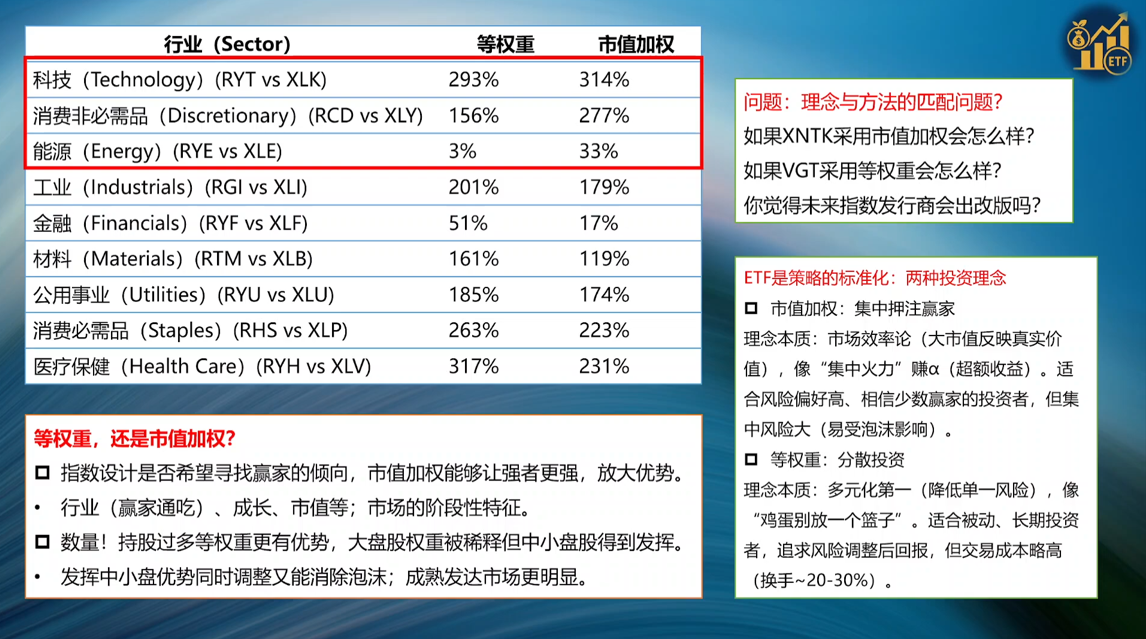 行业（Sector） 等权重 市值加权
科技（Technology）(RYT vs XLK) 293% 314%
消费非必需品（Discretionary）(RCD vs XLY) 156% 277%
能源（Energy）(RYE vs XLE) 3% 33%
工业（Industrials）(RGI vs XLI) 201% 179%
金融（Financials）(RYF vs XLF) 51% 17%
材料（Materials）(RTM vs XLB) 161% 119%
公用事业（Utilities）(RYU vs XLU) 185% 174%
消费必需品（Staples）(RHS vs XLP) 263% 223%
医疗保健（Health Care）(RYH vs XLV) 317% 231%
等权重，还是市值加权？
指数设计是否希望寻找赢家的倾向，市值加权能够让强者更强，放大优势。
• 行业（赢家通吃）、成长、市值等；市场的阶段性特征。
数量！持股过多等权重更有优势，大盘股权重被稀释但中小盘股得到发挥。
• 发挥中小盘优势同时调整又能消除泡沫；成熟发达市场更明显。
ETF
问题：理念与方法的匹配问题？
如果XNTK采用市值加权会怎么样？
如果VGT采用等权重会怎么样？
你觉得未来指数发行商会出改版吗？
ETF是策略的标准化：两种投资理念
市值加权：集中押注赢家
理念本质：市场效率论（大市值反映真实价
值），像“集中火力”赚α（超额收益）。适
合风险偏好高、相信少数赢家的投资者，但集
中风险大（易受泡沫影响）。
等权重：分散投资
理念本质：多元化第一（降低单一风险），像
“鸡蛋别放一个篮子”。适合被动、长期投资
者，追求风险调整后回报，但交易成本略高
（换手~20-30%）。